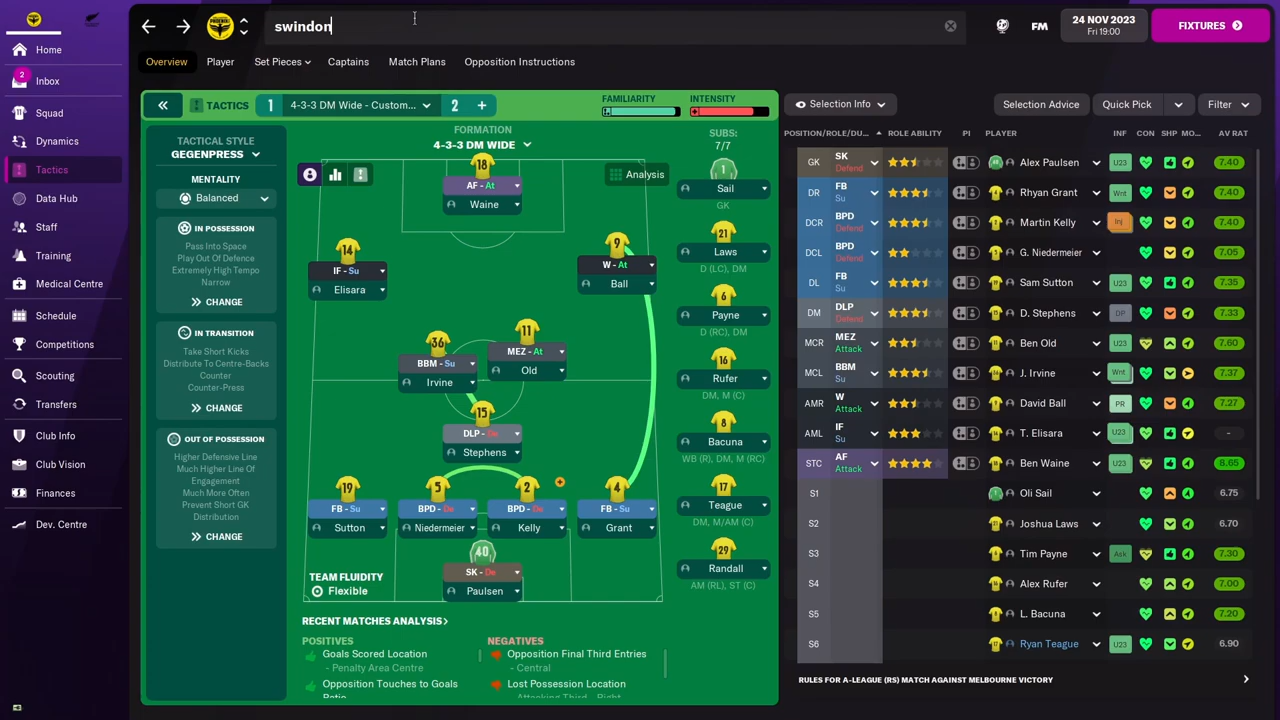 swindon
24 NOV 2023
Fri 19:00
FM
FIXTURES
Home
2
Inbox
Squad
Dynamics
Tactics
Data Hub
Staff
Training
Medical Centre
Schedule
Competitions
Scouting
Transfers
Club Info
Club Vision
Finances
Dev. Centre
Overview
Player
Set Pieces
Captains
Match Plans
Opposition Instructions
TACTICS
1
4-3-3 DM Wide - Custom...
2
+
FAMILIARITY
INTENSITY
TACTICAL STYLE
GEGENPRESS
MENTALITY
Balanced
IN POSSESSION
Pass Into Space
Play Out Of Defence
Extremely High Tempo
Narrow
CHANGE
IN TRANSITION
Take Short Kicks
Distribute To Centre-Backs
Counter
Counter-Press
CHANGE
OUT OF POSSESSION
Higher Defensive Line
Much Higher Line Of
Engagement
Much More Often
Prevent Short GK
Distribution
CHANGE
FORMATION
4-3-3 DM WIDE
Analysis
18
AF - At
Waine
14
IF - Su
Elisara
9
W - At
Ball
36
BBM - Su
Irvine
11
MEZ - At
Old
15
DLP - De
Stephens
19
FB - Su
Sutton
5
BPD - De
Niedermeier
2
BPD - De
Kelly
4
FB - Su
Grant
40
SK - De
Paulsen
TEAM FLUIDITY
Flexible
SUBS:
7/7
1
Sail
GK
21
Laws
D (LC), DM
6
Payne
D (RC), DM
16
Rufer
DM, M (C)
8
Bacuna
WB (R), DM, M (RC)
17
Teague
DM, M/AM (C)
29
Randall
AM (RL), ST (C)
RECENT MATCHES ANALYSIS
POSITIVES
Goals Scored Location
- Penalty Area Centre
Opposition Touches to Goals
Ratio
NEGATIVES
Opposition Final Third Entries
- Central
Lost Possession Location
- Attacking Third - Right
Selection Info
Selection Advice
Quick Pick
Filter
POSITION/ROLE/DU... ROLE ABILITY PI PLAYER INF CON SHP MO... AV RAT
GK SK Defend Alex Paulsen U23 7.40
DR FB Su Rhyan Grant Wnt 7.40
DCR BPD Defend Martin Kelly Inj 7.40
DCL BPD Defend G. Niedermeier 7.05
DL FB Su Sam Sutton U23 7.35
DM DLP Defend D. Stephens DP 7.33
MCR MEZ Attack Ben Old U23 7.60
MCL BBM Su J. Irvine Wnt 7.37
AMR W Attack David Ball PR 7.27
AML IF Su T. Elisara U23 -
STC AF Attack Ben Waine U23 8.65
S1 Oli Sail 6.75
S2 Joshua Laws 6.70
S3 Tim Payne Ask 7.30
S4 Alex Rufer 7.00
S5 L. Bacuna 7.20
S6 Ryan Teague U23 6.90
RULES FOR A-LEAGUE (RS) MATCH AGAINST MELBOURNE VICTORY